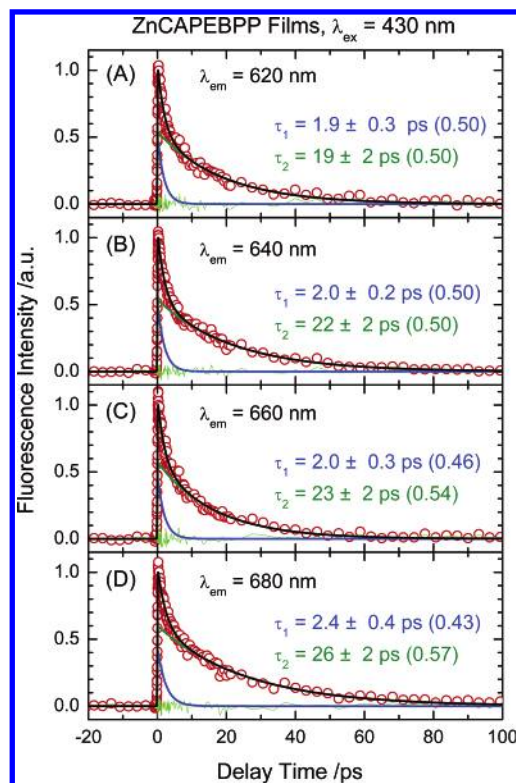 ZnCAPEBPP Films, λex = 430 nm
Fluorescence Intensity /a.u.
(A)
λem = 620 nm
τ1 = 1.9 ± 0.3 ps (0.50)
τ2 = 19 ± 2 ps (0.50)
1.0
0.5
0.0
(B)
λem = 640 nm
τ1 = 2.0 ± 0.2 ps (0.50)
τ2 = 22 ± 2 ps (0.50)
1.0
0.5
0.0
(C)
λem = 660 nm
τ1 = 2.0 ± 0.3 ps (0.46)
τ2 = 23 ± 2 ps (0.54)
1.0
0.5
0.0
(D)
λem = 680 nm
τ1 = 2.4 ± 0.4 ps (0.43)
τ2 = 26 ± 2 ps (0.57)
1.0
0.5
0.0
-20 0 20 40 60 80 100
Delay Time /ps